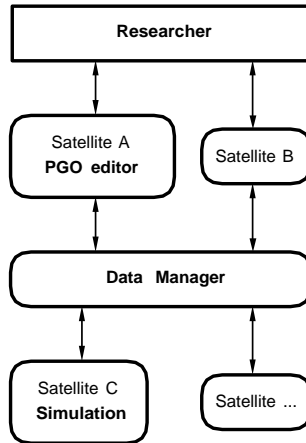 Researcher
Satellite A
PGO editor
Satellite B
Data Manager
Satellite C
Simulation
Satellite ...